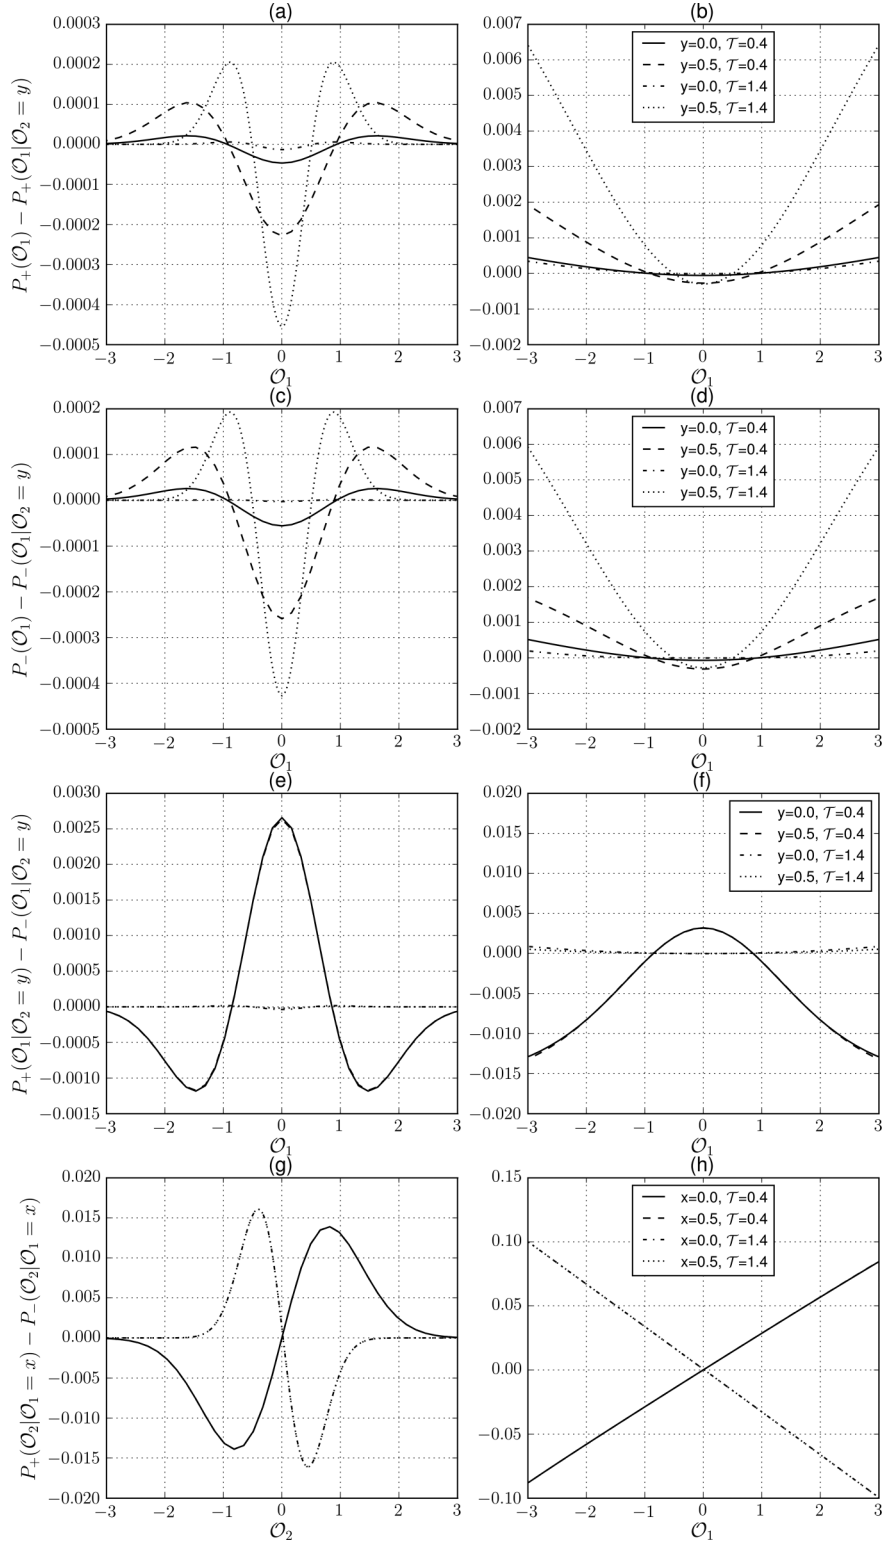 (a)
0.0003
0.0002
0.0001
0.0000
−0.0001
−0.0002
−0.0003
−0.0004
−0.0005
−3 −2 −1 0 1 2 3
𝒪₁
P₊(𝒪₁) − P₊(𝒪₁|𝒪₂ = y)
(b)
y=0.0, 𝒯=0.4
y=0.5, 𝒯=0.4
y=0.0, 𝒯=1.4
y=0.5, 𝒯=1.4
0.007
0.006
0.005
0.004
0.003
0.002
0.001
0.000
−0.001
−0.002
−3 −2 −1 0 1 2 3
𝒪₁
(c)
0.0002
0.0001
0.0000
−0.0001
−0.0002
−0.0003
−0.0004
−0.0005
−3 −2 −1 0 1 2 3
𝒪₁
P₋(𝒪₁) − P₋(𝒪₁|𝒪₂ = y)
(d)
y=0.0, 𝒯=0.4
y=0.5, 𝒯=0.4
y=0.0, 𝒯=1.4
y=0.5, 𝒯=1.4
0.007
0.006
0.005
0.004
0.003
0.002
0.001
0.000
−0.001
−0.002
−3 −2 −1 0 1 2 3
𝒪₁
(e)
0.0030
0.0025
0.0020
0.0015
0.0010
0.0005
0.0000
−0.0005
−0.0010
−0.0015
−3 −2 −1 0 1 2 3
𝒪₁
P₊(𝒪₁|𝒪₂ = y) − P₋(𝒪₁|𝒪₂ = y)
(f)
y=0.0, 𝒯=0.4
y=0.5, 𝒯=0.4
y=0.0, 𝒯=1.4
y=0.5, 𝒯=1.4
0.020
0.015
0.010
0.005
0.000
−0.005
−0.010
−0.015
−0.020
−3 −2 −1 0 1 2 3
𝒪₁
(g)
0.020
0.015
0.010
0.005
0.000
−0.005
−0.010
−0.015
−0.020
−3 −2 −1 0 1 2 3
𝒪₂
P₊(𝒪₂|𝒪₁ = x) − P₋(𝒪₂|𝒪₁ = x)
(h)
x=0.0, 𝒯=0.4
x=0.5, 𝒯=0.4
x=0.0, 𝒯=1.4
x=0.5, 𝒯=1.4
0.15
0.10
0.05
0.00
−0.05
−0.10
−3 −2 −1 0 1 2 3
𝒪₁